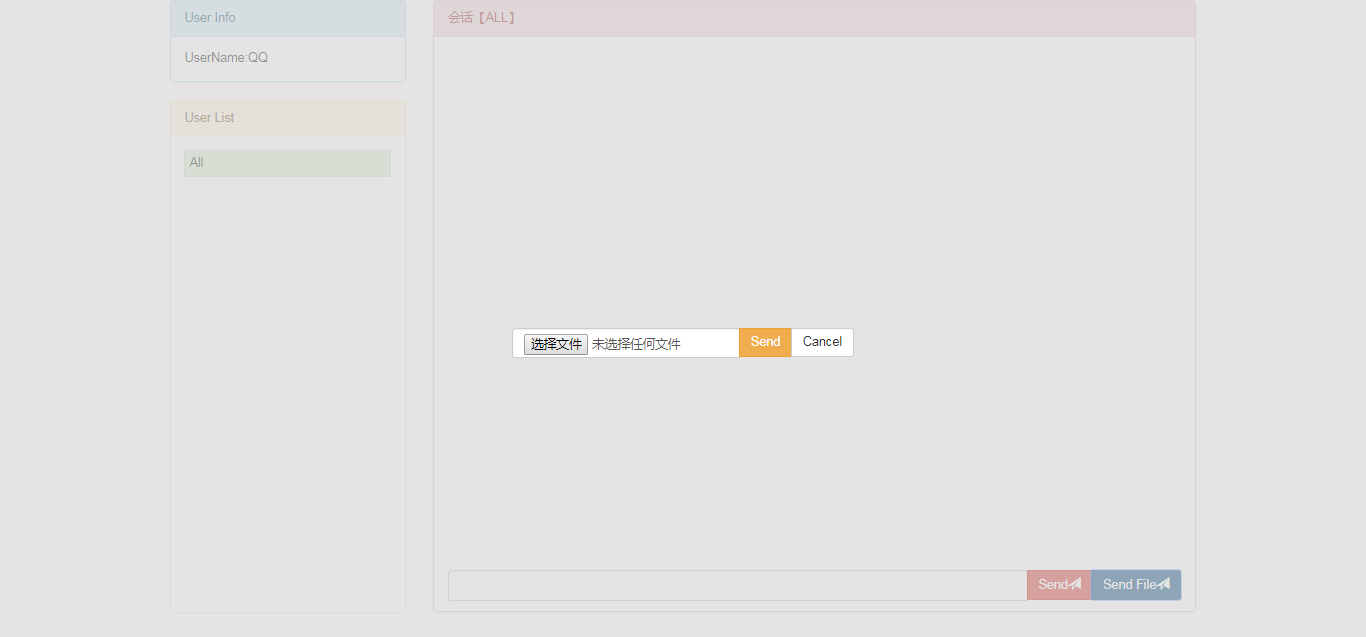 User Info
UserName:QQ
User List
All
会话【ALL】
选择文件 未选择任何文件 Send Cancel
Send Send File